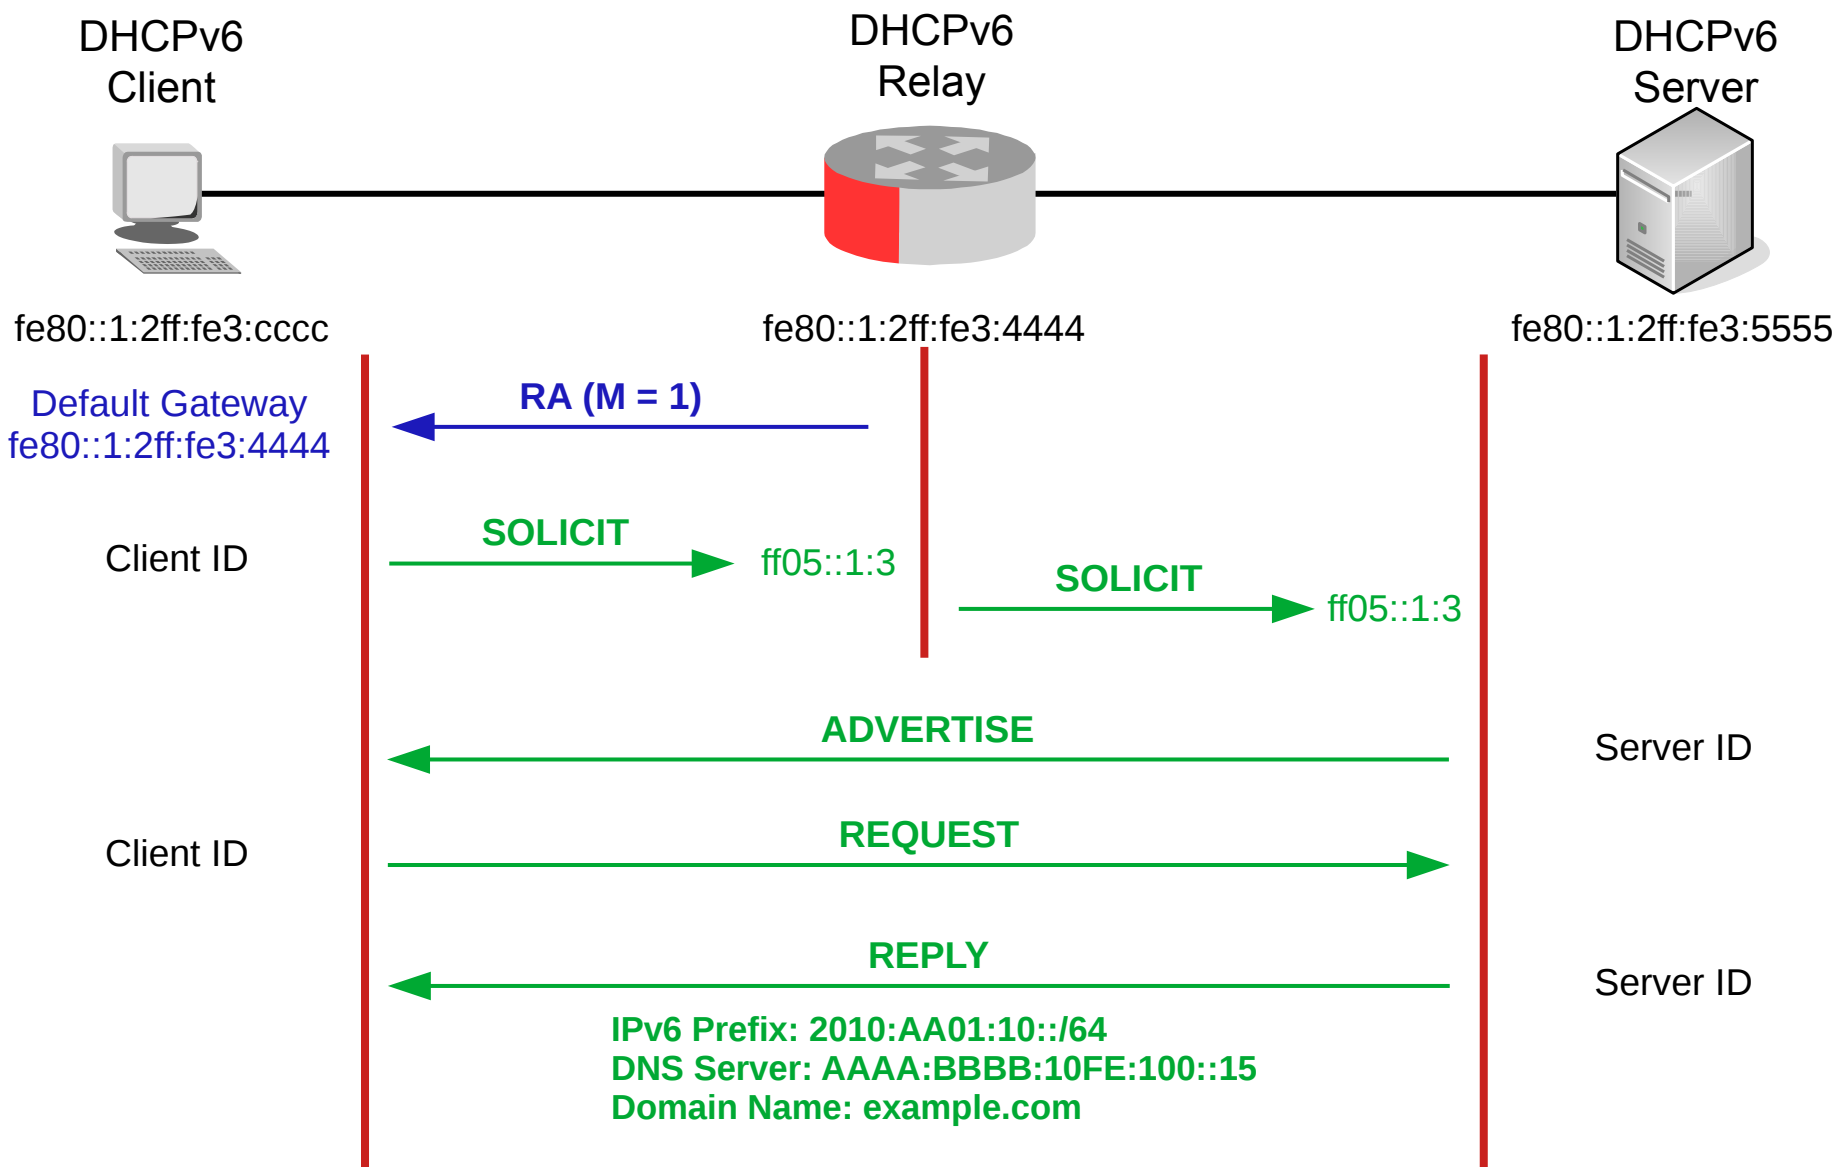 DHCPv6
Client
DHCPv6
Relay
DHCPv6
Server
fe80::1:2ff:fe3:cccc
fe80::1:2ff:fe3:4444
fe80::1:2ff:fe3:5555
Default Gateway
fe80::1:2ff:fe3:4444
RA (M = 1)
Client ID
SOLICIT
ff05::1:3
SOLICIT
ff05::1:3
ADVERTISE
Server ID
Client ID
REQUEST
REPLY
Server ID
IPv6 Prefix: 2010:AA01:10::/64
DNS Server: AAAA:BBBB:10FE:100::15
Domain Name: example.com